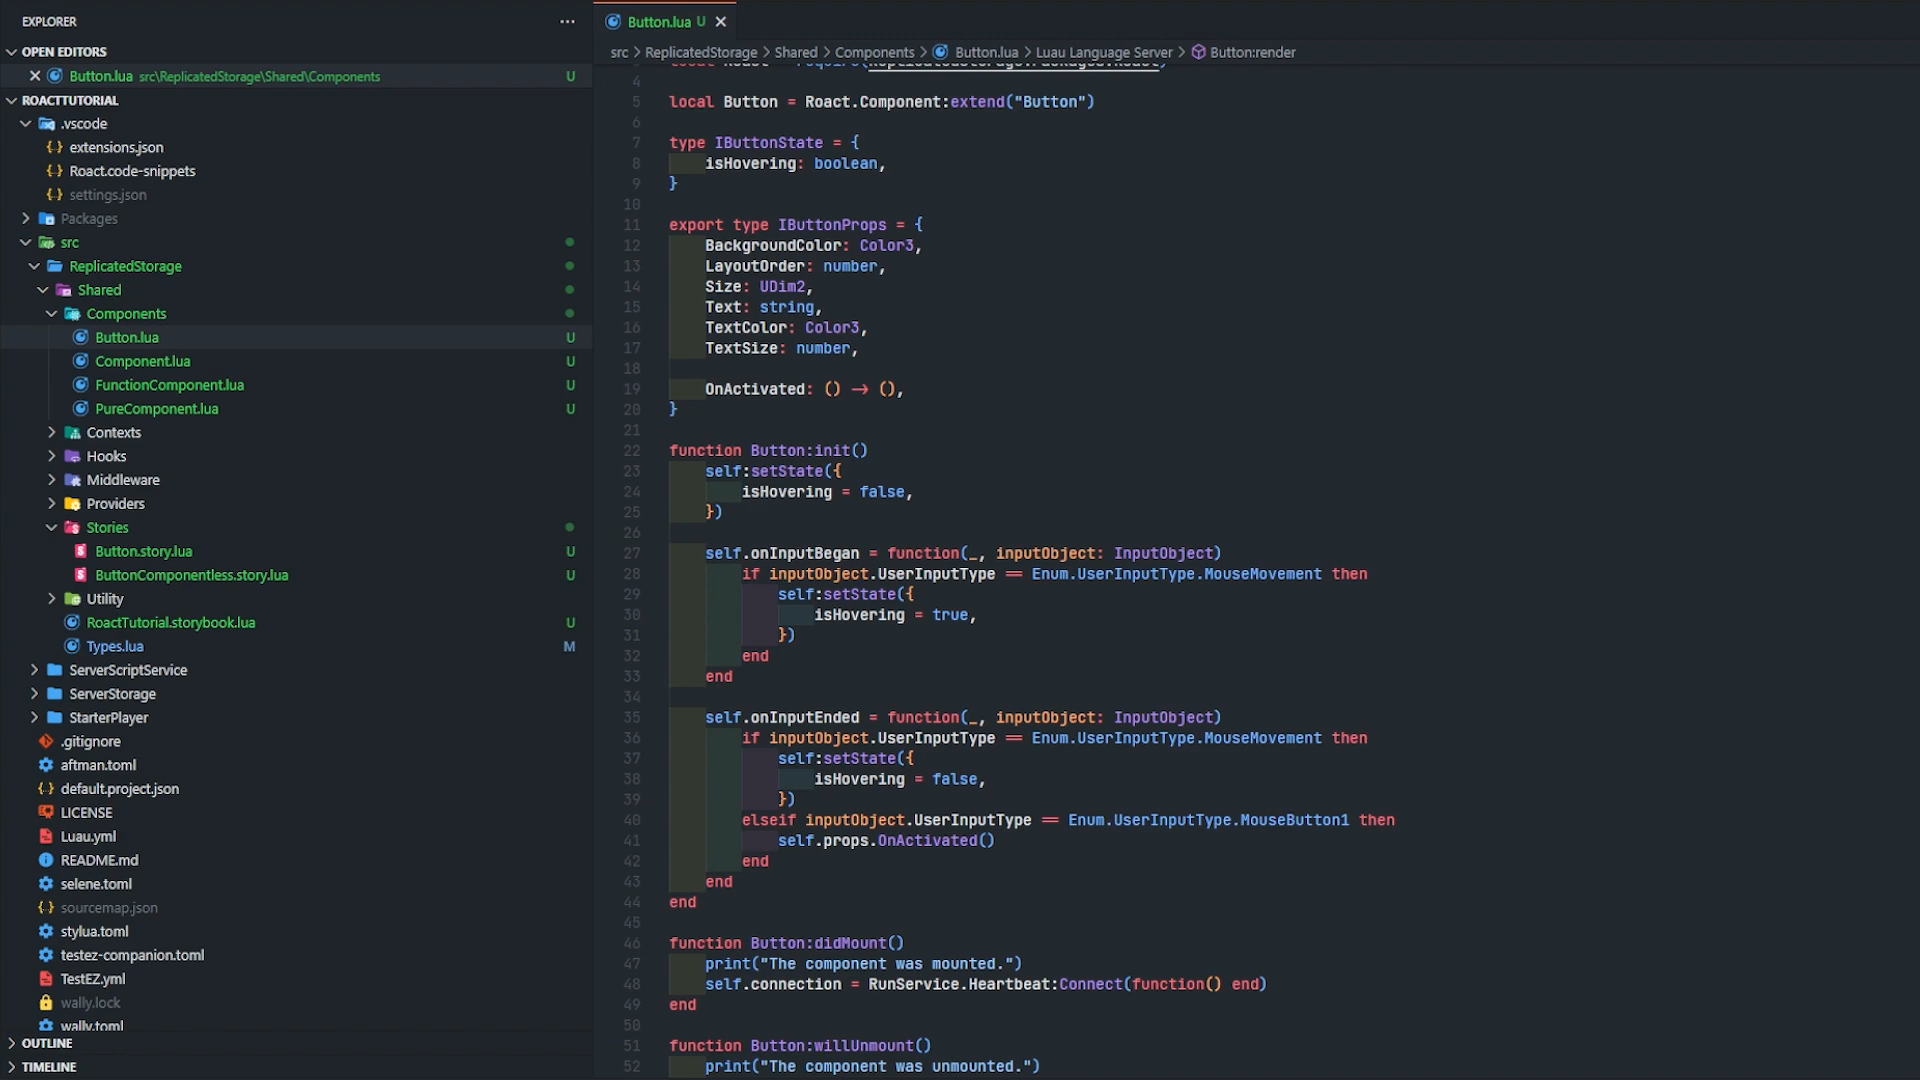 EXPLORER
OPEN EDITORS
Button.lua src\ReplicatedStorage\Shared\Components U
ROACTTUTORIAL
.vscode
extensions.json
Roact.code-snippets
settings.json
Packages
src
ReplicatedStorage
Shared
Components
Button.lua U
Component.lua U
FunctionComponent.lua U
PureComponent.lua U
Contexts
Hooks
Middleware
Providers
Stories
Button.story.lua U
ButtonComponentless.story.lua U
Utility
RoactTutorial.storybook.lua U
Types.lua M
ServerScriptService
ServerStorage
StarterPlayer
.gitignore
aftman.toml
default.project.json
LICENSE
Luau.yml
README.md
selene.toml
sourcemap.json
stylua.toml
testez-companion.toml
TestEZ.yml
wally.lock
wally.toml
OUTLINE
TIMELINE
Button.lua U
src > ReplicatedStorage > Shared > Components > Button.lua > Luau Language Server > Button:render
4
5 local Button = Roact.Component:extend("Button")
6
7 type IButtonState = {
8 isHovering: boolean,
9 }
10
11 export type IButtonProps = {
12 BackgroundColor: Color3,
13 LayoutOrder: number,
14 Size: UDim2,
15 Text: string,
16 TextColor: Color3,
17 TextSize: number,
18
19 OnActivated: () -> (),
20 }
21
22 function Button:init()
23 self:setState({
24 isHovering = false,
25 })
26
27 self.onInputBegan = function(_, inputObject: InputObject)
28 if inputObject.UserInputType == Enum.UserInputType.MouseMovement then
29 self:setState({
30 isHovering = true,
31 })
32 end
33 end
34
35 self.onInputEnded = function(_, inputObject: InputObject)
36 if inputObject.UserInputType == Enum.UserInputType.MouseMovement then
37 self:setState({
38 isHovering = false,
39 })
40 elseif inputObject.UserInputType == Enum.UserInputType.MouseButton1 then
41 self.props.OnActivated()
42 end
43 end
44 end
45
46 function Button:didMount()
47 print("The component was mounted.")
48 self.connection = RunService.Heartbeat:Connect(function() end)
49 end
50
51 function Button:willUnmount()
52 print("The component was unmounted.")